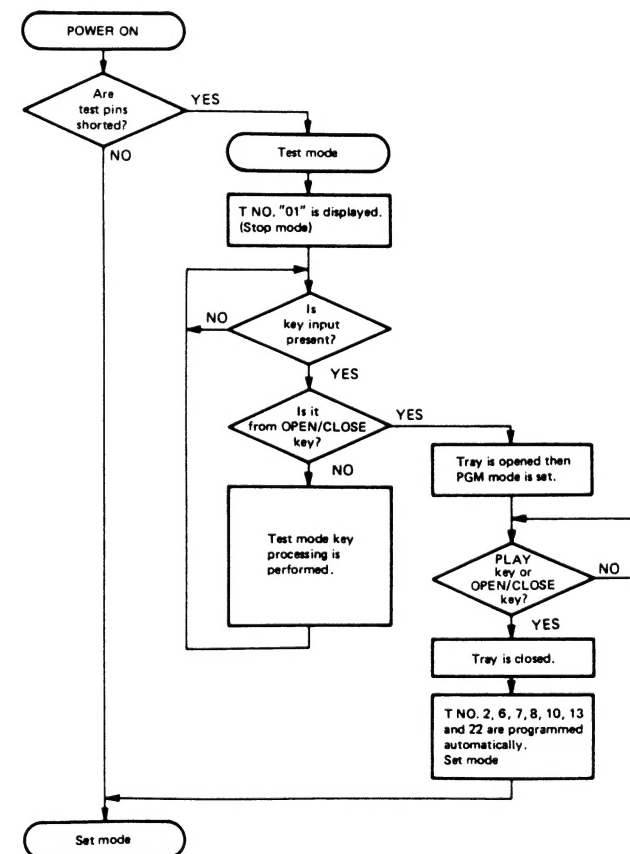 POWER ON
Are
test pins
shorted?
YES
NO
Test mode
T NO. "01" is displayed.
(Stop mode)
Is
key input
present?
NO
YES
Is it
from OPEN/CLOSE
key?
YES
NO
Tray is opened then
PGM mode is set.
Test mode key
processing is
performed.
PLAY
key or
OPEN/CLOSE
key?
NO
YES
Tray is closed.
T NO. 2, 6, 7, 8, 10, 13
and 22 are programmed
automatically.
Set mode
Set mode